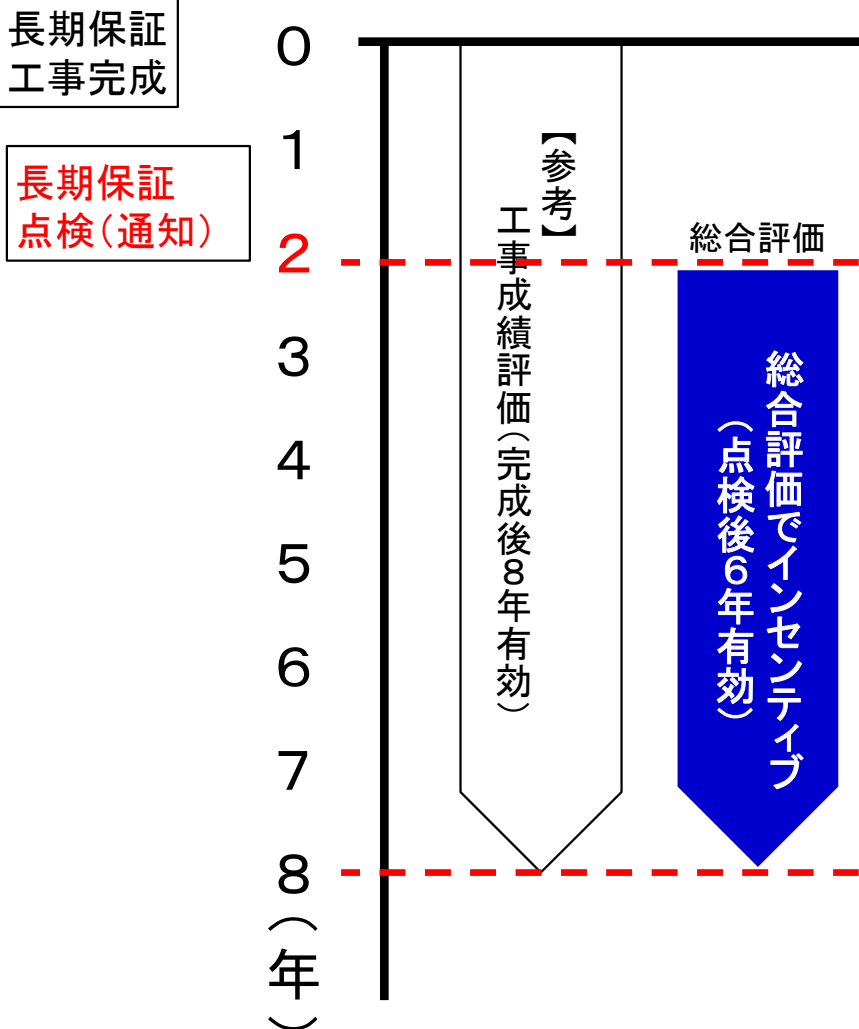 長期保証
工事完成
長期保証
点検（通知）
0
1
2
3
4
5
6
7
8
（年）
【参考】
工事成績評価（完成後８年有効）
総合評価
総合評価でインセンティブ
（点検後６年有効）